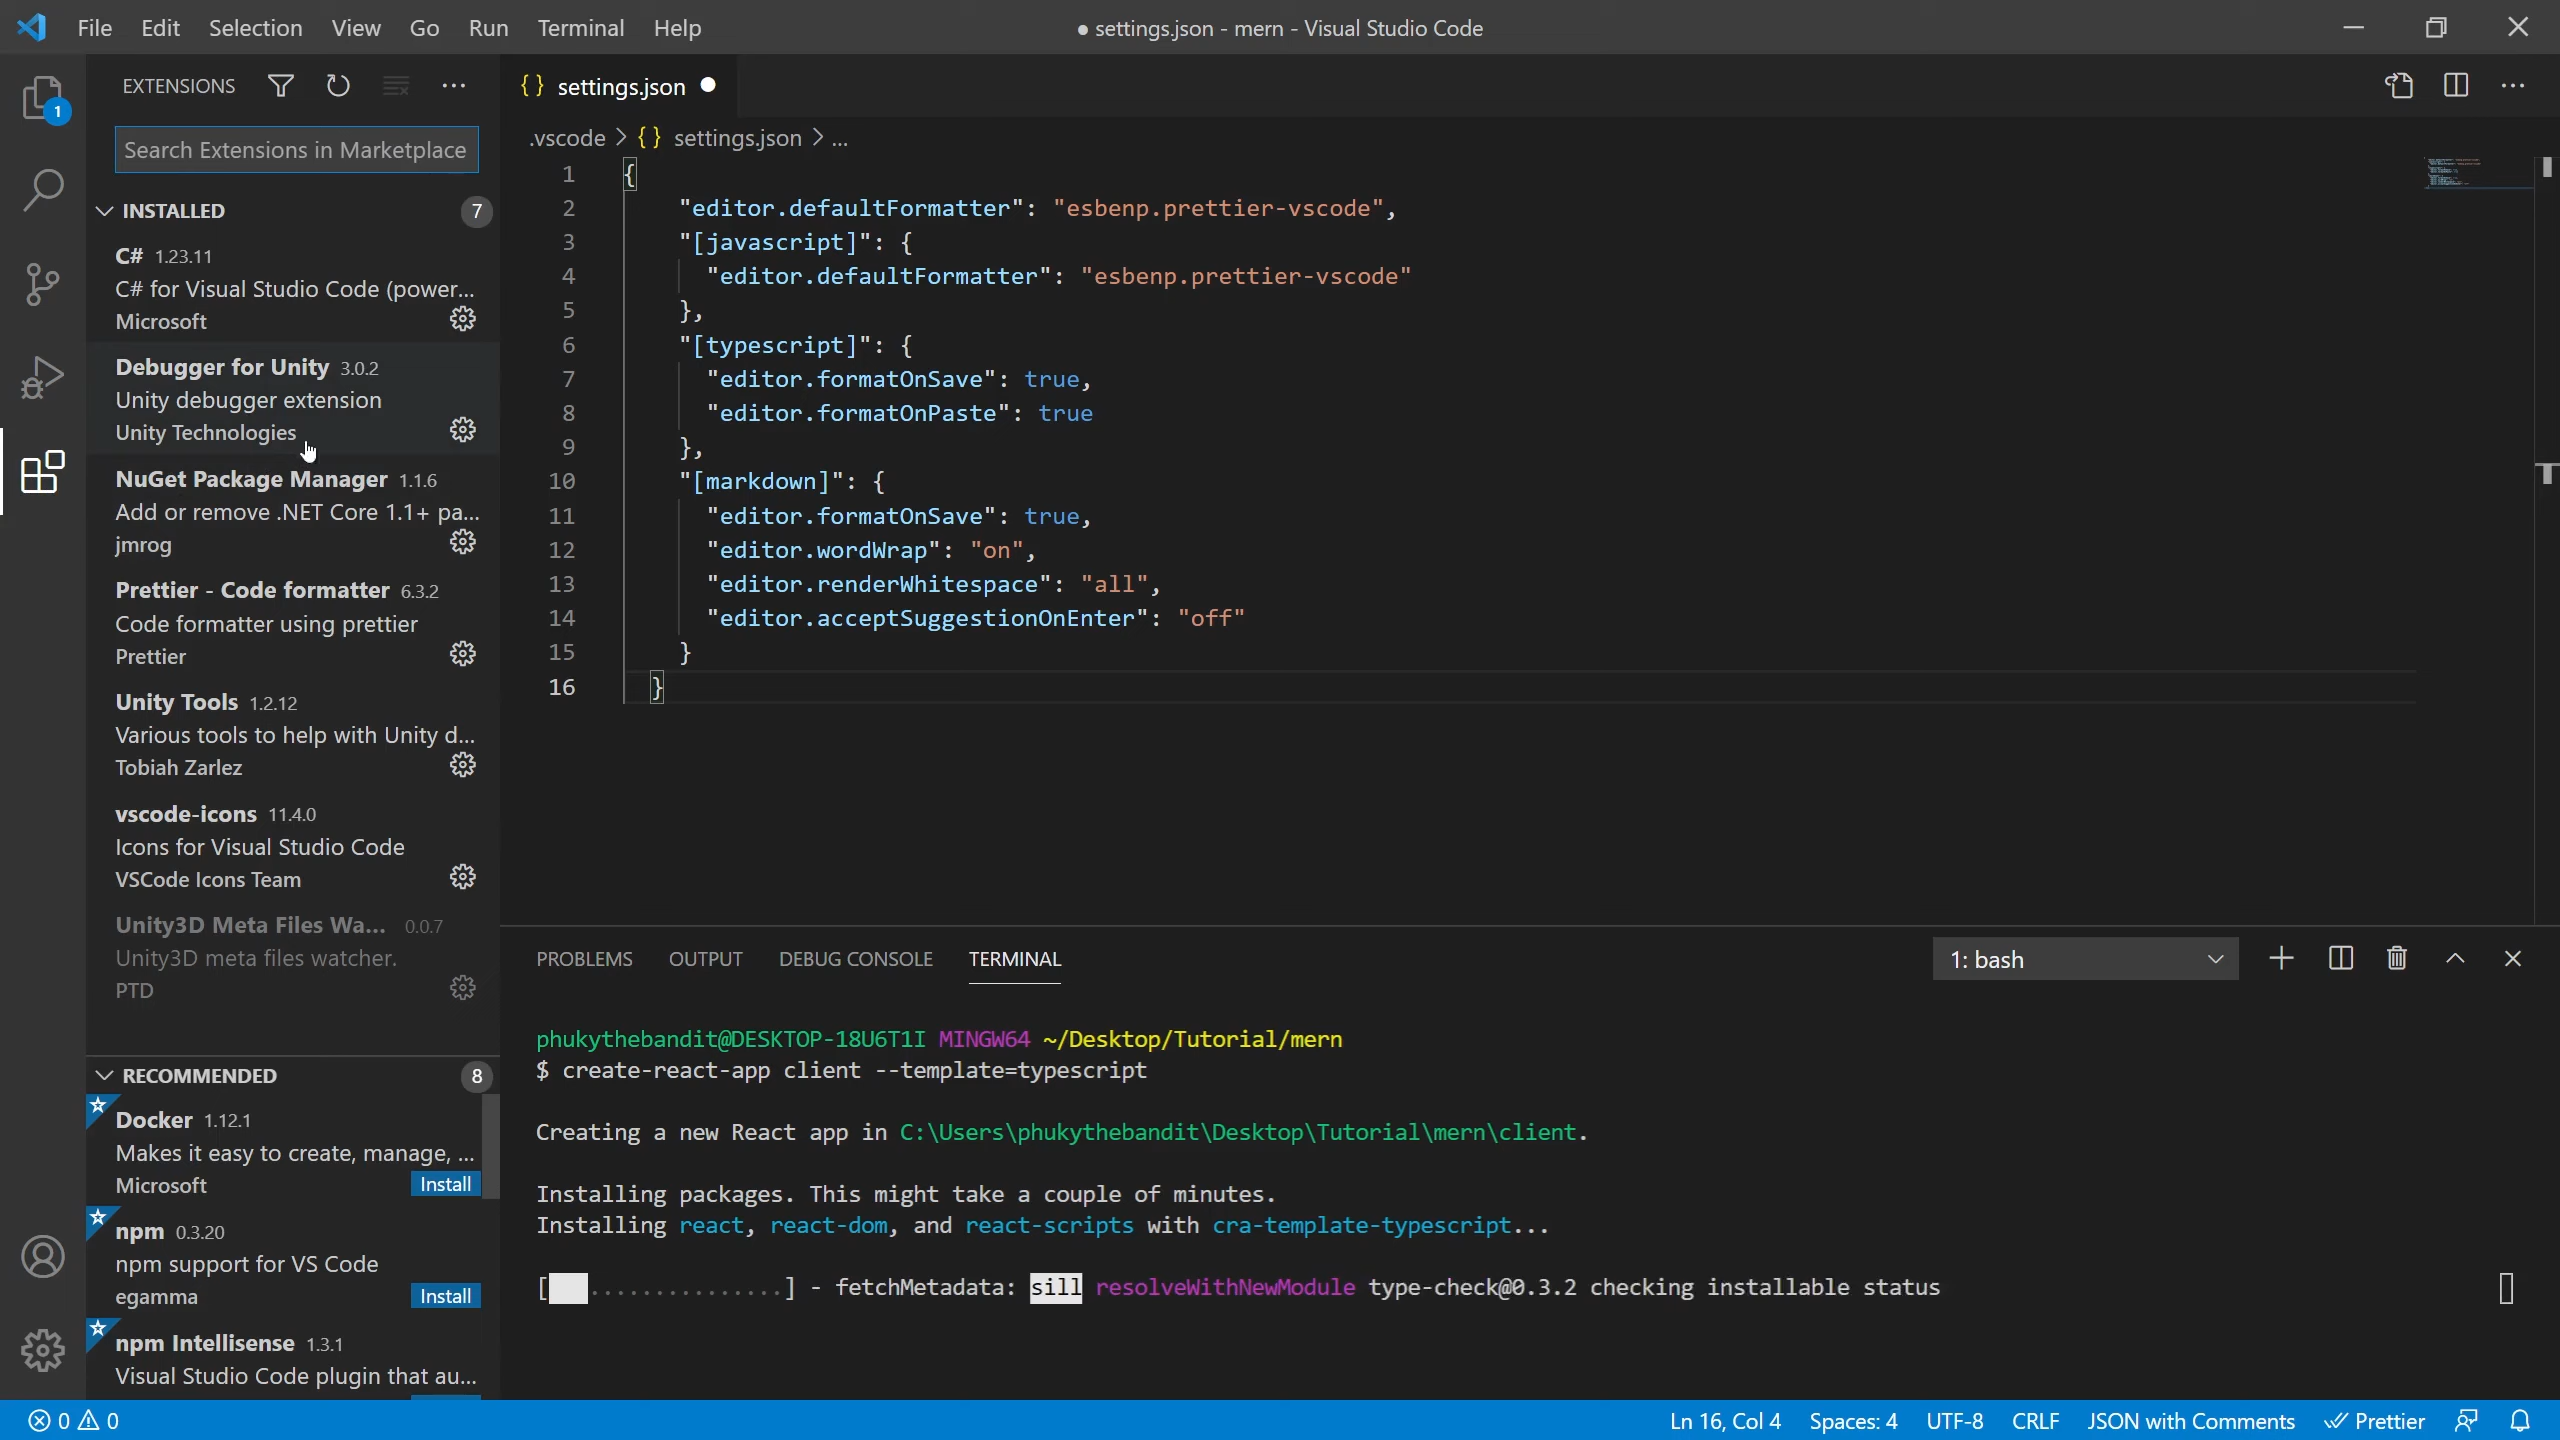 File Edit Selection View Go Run Terminal Help
● settings.json - mern - Visual Studio Code
EXTENSIONS
Search Extensions in Marketplace
INSTALLED 7
C# 1.23.11
C# for Visual Studio Code (power...
Microsoft
Debugger for Unity 3.0.2
Unity debugger extension
Unity Technologies
NuGet Package Manager 1.1.6
Add or remove .NET Core 1.1+ pa...
jmrog
Prettier - Code formatter 6.3.2
Code formatter using prettier
Prettier
Unity Tools 1.2.12
Various tools to help with Unity d...
Tobiah Zarlez
vscode-icons 11.4.0
Icons for Visual Studio Code
VSCode Icons Team
Unity3D Meta Files Wa... 0.0.7
Unity3D meta files watcher.
PTD
RECOMMENDED 8
Docker 1.12.1
Makes it easy to create, manage, ...
Microsoft Install
npm 0.3.20
npm support for VS Code
egamma Install
npm Intellisense 1.3.1
Visual Studio Code plugin that au...
1
{} settings.json ●
.vscode > {} settings.json > ...
1 {
2 "editor.defaultFormatter": "esbenp.prettier-vscode",
3 "[javascript]": {
4 "editor.defaultFormatter": "esbenp.prettier-vscode"
5 },
6 "[typescript]": {
7 "editor.formatOnSave": true,
8 "editor.formatOnPaste": true
9 },
10 "[markdown]": {
11 "editor.formatOnSave": true,
12 "editor.wordWrap": "on",
13 "editor.renderWhitespace": "all",
14 "editor.acceptSuggestionOnEnter": "off"
15 }
16 }
PROBLEMS OUTPUT DEBUG CONSOLE TERMINAL 1: bash
phukythebandit@DESKTOP-18U6T1I MINGW64 ~/Desktop/Tutorial/mern
$ create-react-app client --template=typescript
Creating a new React app in C:\Users\phukythebandit\Desktop\Tutorial\mern\client.
Installing packages. This might take a couple of minutes.
Installing react, react-dom, and react-scripts with cra-template-typescript...
[ ...............] - fetchMetadata: sill resolveWithNewModule type-check@0.3.2 checking installable status
0 0
Ln 16, Col 4 Spaces: 4 UTF-8 CRLF JSON with Comments Prettier